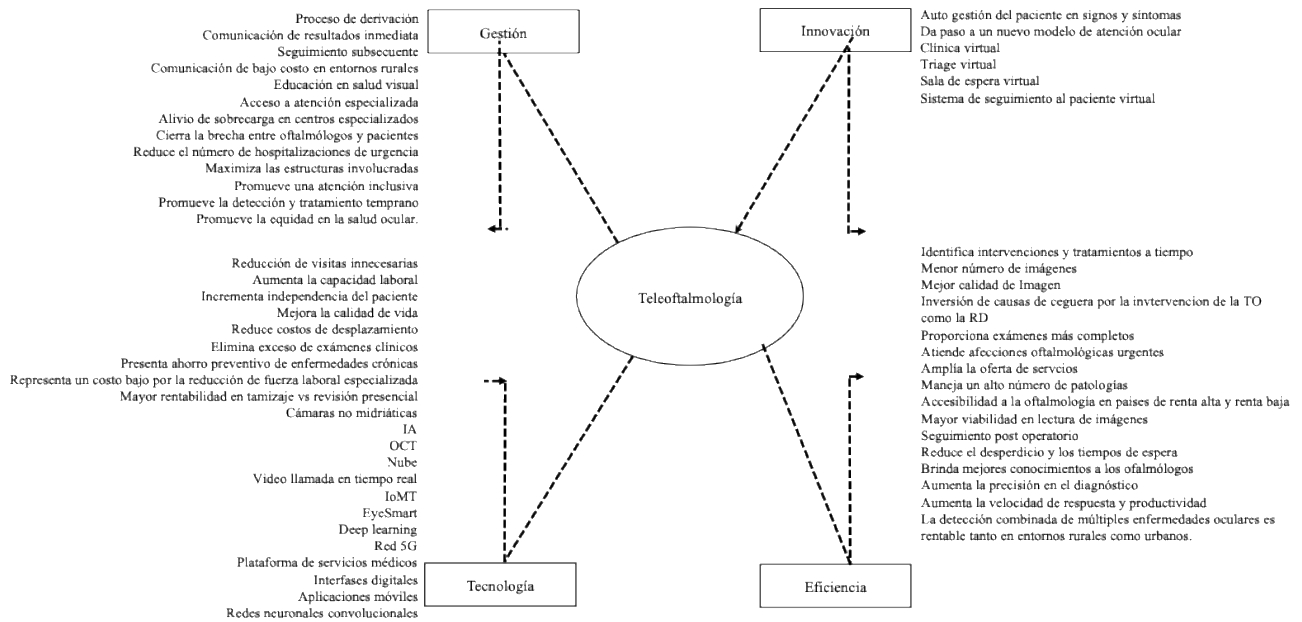 Gestión
Proceso de derivación
Comunicación de resultados inmediata
Seguimiento subsecuente
Comunicación de bajo costo en entornos rurales
Educación en salud visual
Acceso a atención especializada
Alivio de sobrecarga en centros especializados
Cierra la brecha entre oftalmólogos y pacientes
Reduce el número de hospitalizaciones de urgencia
Maximiza las estructuras involucradas
Promueve una atención inclusiva
Promueve la detección y tratamiento temprano
Promueve la equidad en la salud ocular.
Innovación
Auto gestión del paciente en signos y síntomas
Da paso a un nuevo modelo de atención ocular
Clínica virtual
Triage virtual
Sala de espera virtual
Sistema de seguimiento al paciente virtual
Teleoftalmología
Reducción de visitas innecesarias
Aumenta la capacidad laboral
Incrementa independencia del paciente
Mejora la calidad de vida
Reduce costos de desplazamiento
Elimina exceso de exámenes clínicos
Presenta ahorro preventivo de enfermedades crónicas
Representa un costo bajo por la reducción de fuerza laboral especializada
Mayor rentabilidad en tamizaje vs revisión presencial
Cámaras no midriáticas
IA
OCT
Nube
Video llamada en tiempo real
IoMT
EyeSmart
Deep learning
Red 5G
Plataforma de servicios médicos
Interfases digitales
Aplicaciones móviles
Redes neuronales convolucionales
Tecnología
Identifica intervenciones y tratamientos a tiempo
Menor número de imágenes
Mejor calidad de Imagen
Inversión de causas de ceguera por la invtervencion de la TO
como la RD
Proporciona exámenes más completos
Atiende afecciones oftalmológicas urgentes
Amplía la oferta de servcios
Maneja un alto número de patologías
Accesibilidad a la oftalmología en paises de renta alta y renta baja
Mayor viabilidad en lectura de imágenes
Seguimiento post operatorio
Reduce el desperdicio y los tiempos de espera
Brinda mejores conocimientos a los ofalmólogos
Aumenta la precisión en el diagnóstico
Aumenta la velocidad de respuesta y productividad
La detección combinada de múltiples enfermedades oculares es
rentable tanto en entornos rurales como urbanos.
Eficiencia